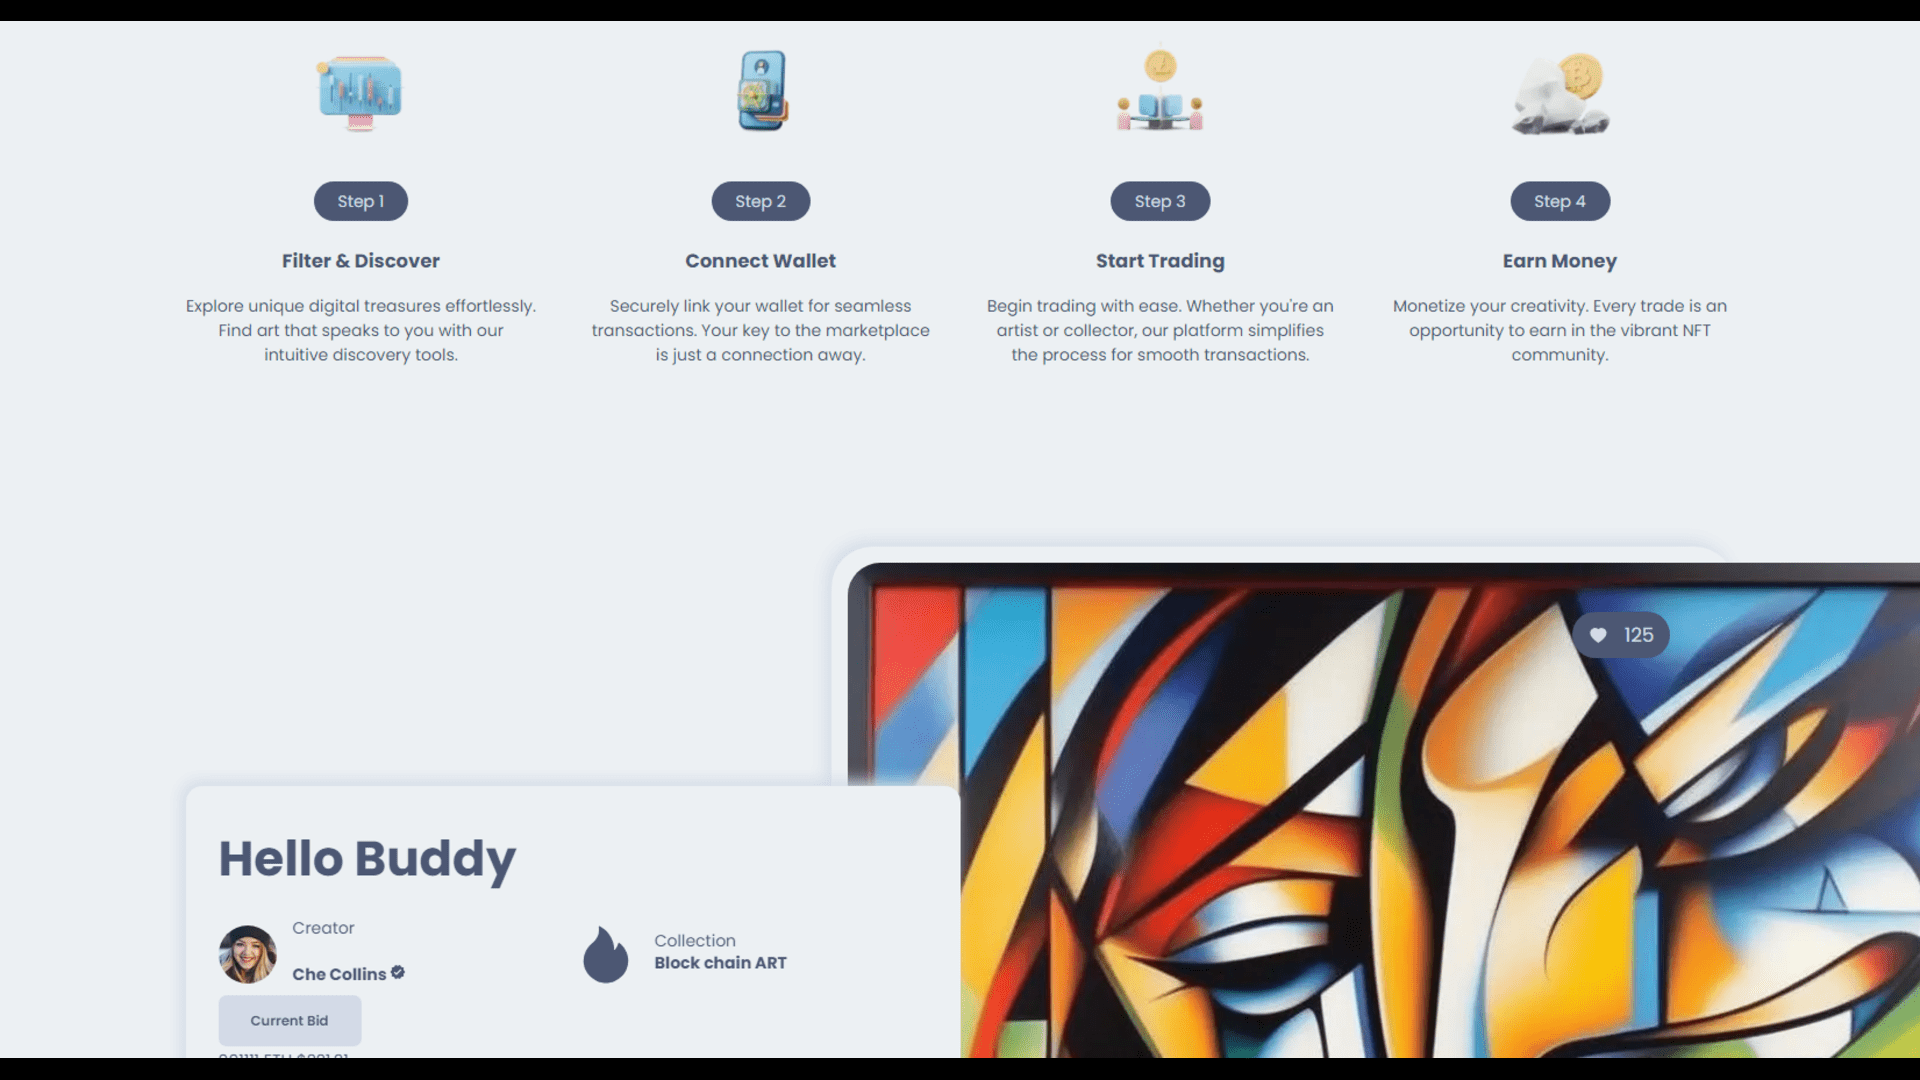 Step 1
Filter & Discover
Explore unique digital treasures effortlessly.
Find art that speaks to you with our
intuitive discovery tools.
Step 2
Connect Wallet
Securely link your wallet for seamless
transactions. Your key to the marketplace
is just a connection away.
Step 3
Start Trading
Begin trading with ease. Whether you're an
artist or collector, our platform simplifies
the process for smooth transactions.
Step 4
Earn Money
Monetize your creativity. Every trade is an
opportunity to earn in the vibrant NFT
community.
125
Hello Buddy
Creator
Che Collins
Collection
Block chain ART
Current Bid